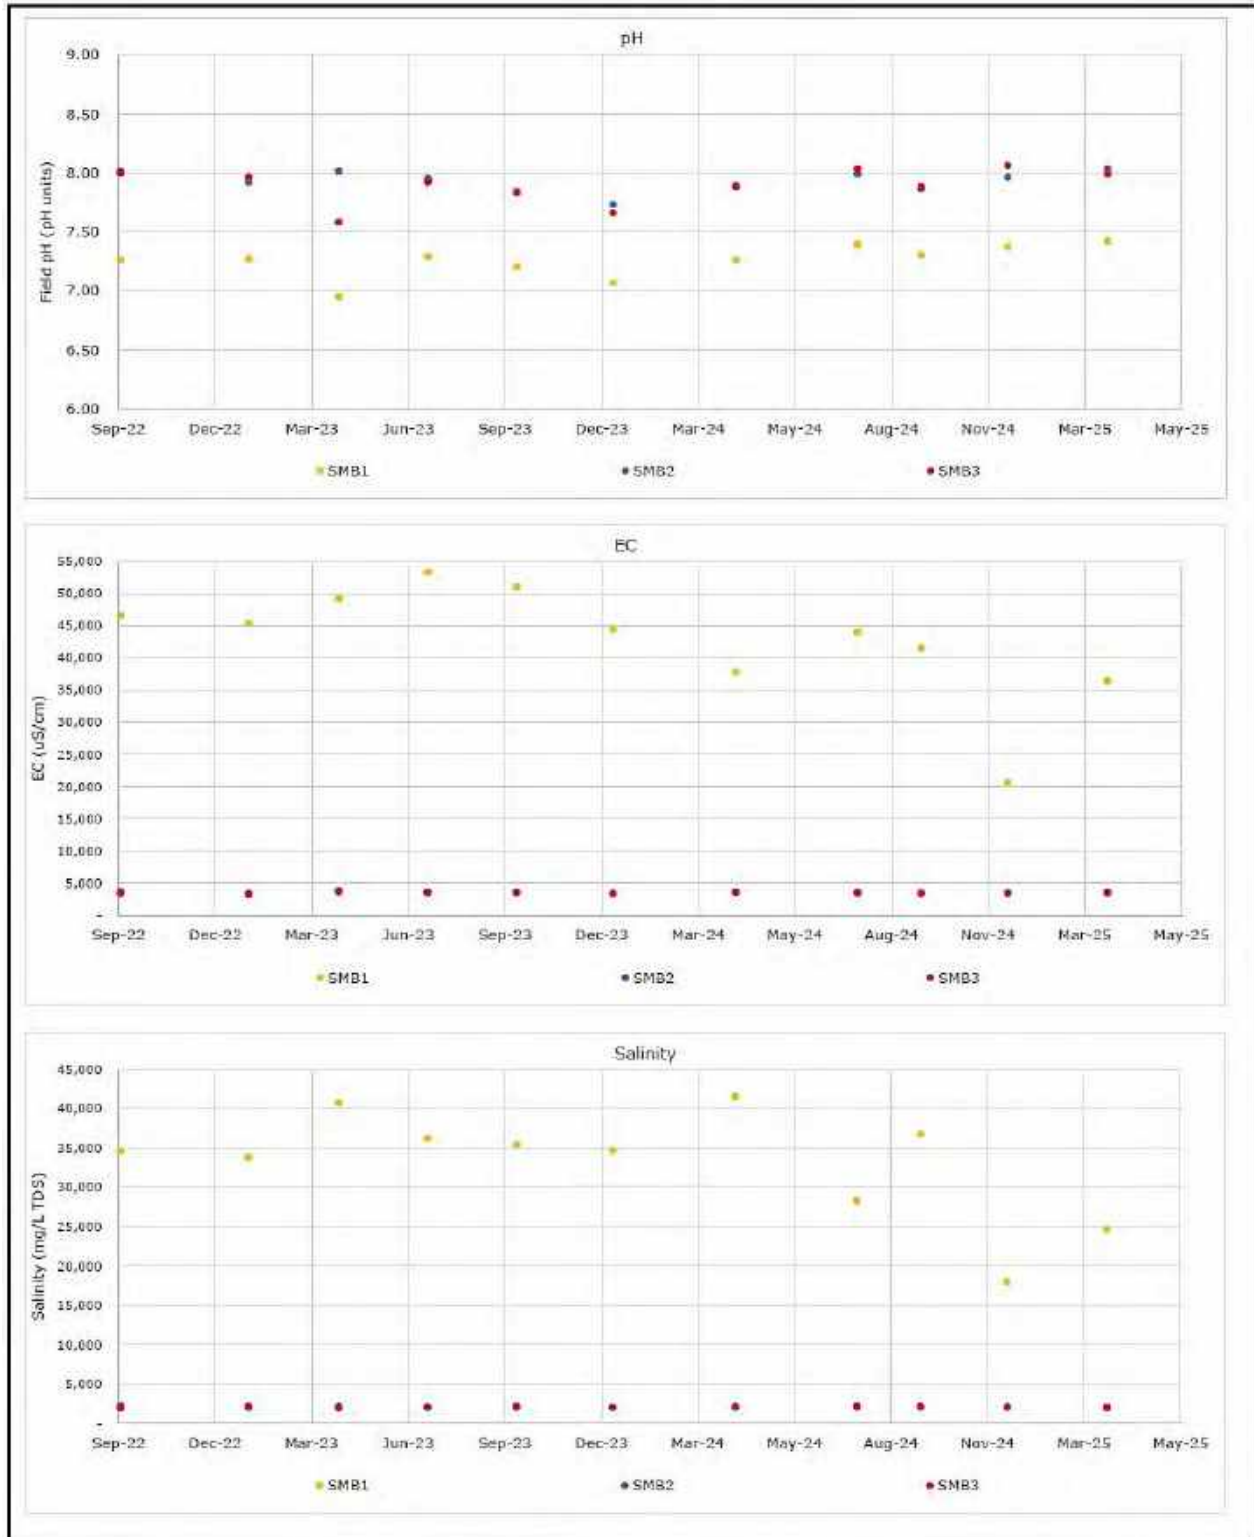 pH
Field pH (pH units)
9.00
8.50
8.00
7.50
7.00
6.50
6.00
Sep-22 Dec-22 Mar-23 Jun-23 Sep-23 Dec-23 Mar-24 May-24 Aug-24 Nov-24 Mar-25 May-25
SMB1 SMB2 SMB3
EC
EC (uS/cm)
55,000
50,000
45,000
40,000
35,000
30,000
25,000
20,000
15,000
10,000
5,000
-
Sep-22 Dec-22 Mar-23 Jun-23 Sep-23 Dec-23 Mar-24 May-24 Aug-24 Nov-24 Mar-25 May-25
SMB1 SMB2 SMB3
Salinity
Salinity (mg/L TDS)
45,000
40,000
35,000
30,000
25,000
20,000
15,000
10,000
5,000
-
Sep-22 Dec-22 Mar-23 Jun-23 Sep-23 Dec-23 Mar-24 May-24 Aug-24 Nov-24 Mar-25 May-25
SMB1 SMB2 SMB3